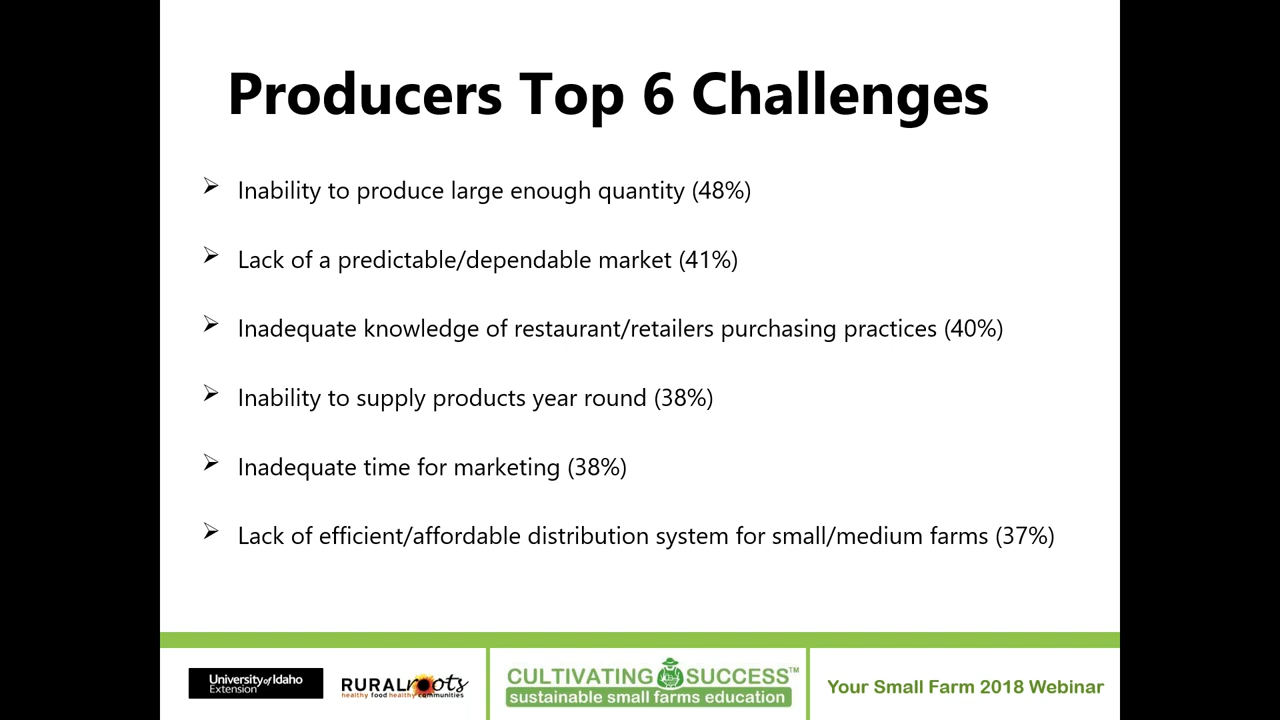 Producers Top 6 Challenges
Inability to produce large enough quantity (48%)
Lack of a predictable/dependable market (41%)
Inadequate knowledge of restaurant/retailers purchasing practices (40%)
Inability to supply products year round (38%)
Inadequate time for marketing (38%)
Lack of efficient/affordable distribution system for small/medium farms (37%)
University of Idaho
Extension
RURAL roots
healthy food healthy communities
CULTIVATING SUCCESS™
sustainable small farms education
Your Small Farm 2018 Webinar